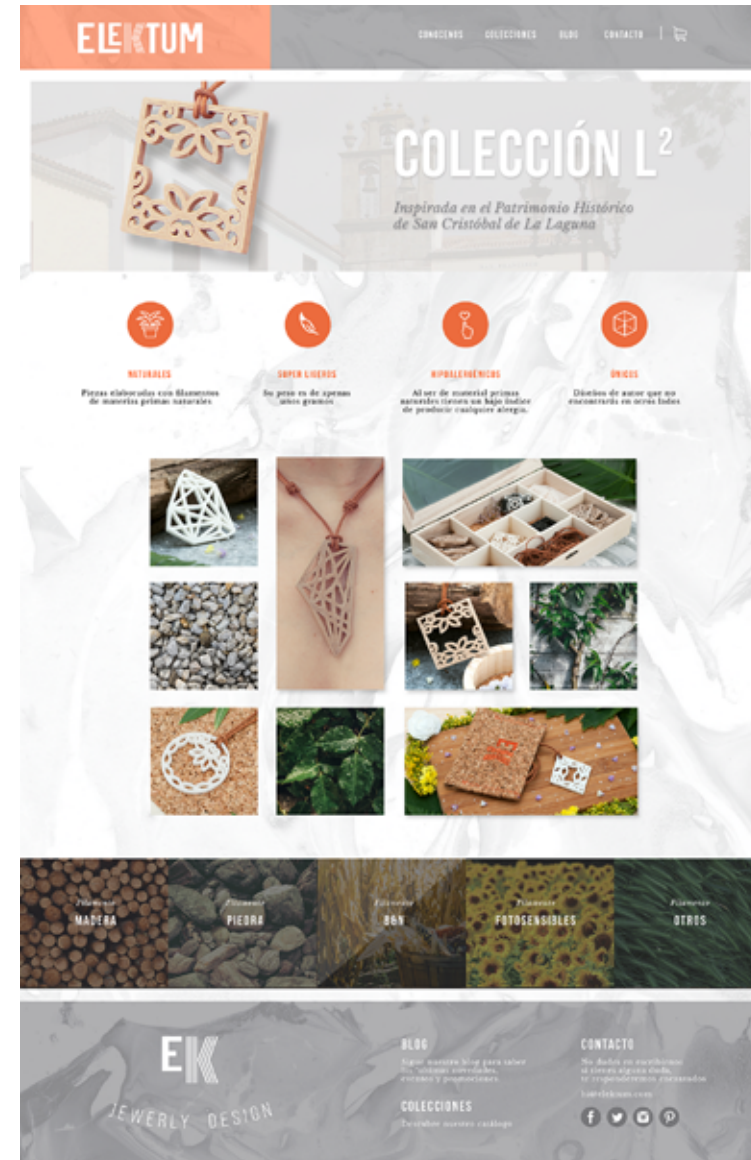 ELEKTUM
CONOCENOS COLECCIONES BLOG CONTACTO
COLECCIÓN L²
Inspirada en el Patrimonio Histórico
de San Cristóbal de La Laguna
NATURALES
Piezas elaboradas con filamentos
de materias primas naturales
SUPER LIGEROS
Su peso es de apenas
unos gramos
HIPOALERGÉNICOS
Al ser de material primas
naturales tienen un bajo índice
de producir cualquier alergia.
ÚNICOS
Diseños de autor que no
encontrarás en otros lados
EK
Filamento
MADERA
Filamento
PIEDRA
Filamento
B&N
Filamento
FOTOSENSIBLES
Filamento
OTROS
EK
JEWERLY DESIGN
BLOG
Sigue nuestro blog para saber
las últimas novedades,
eventos y promociones
COLECCIONES
Descubre nuestro catálogo
CONTACTO
No dudes en escribirnos
si tienes alguna duda,
te responderemos encantados